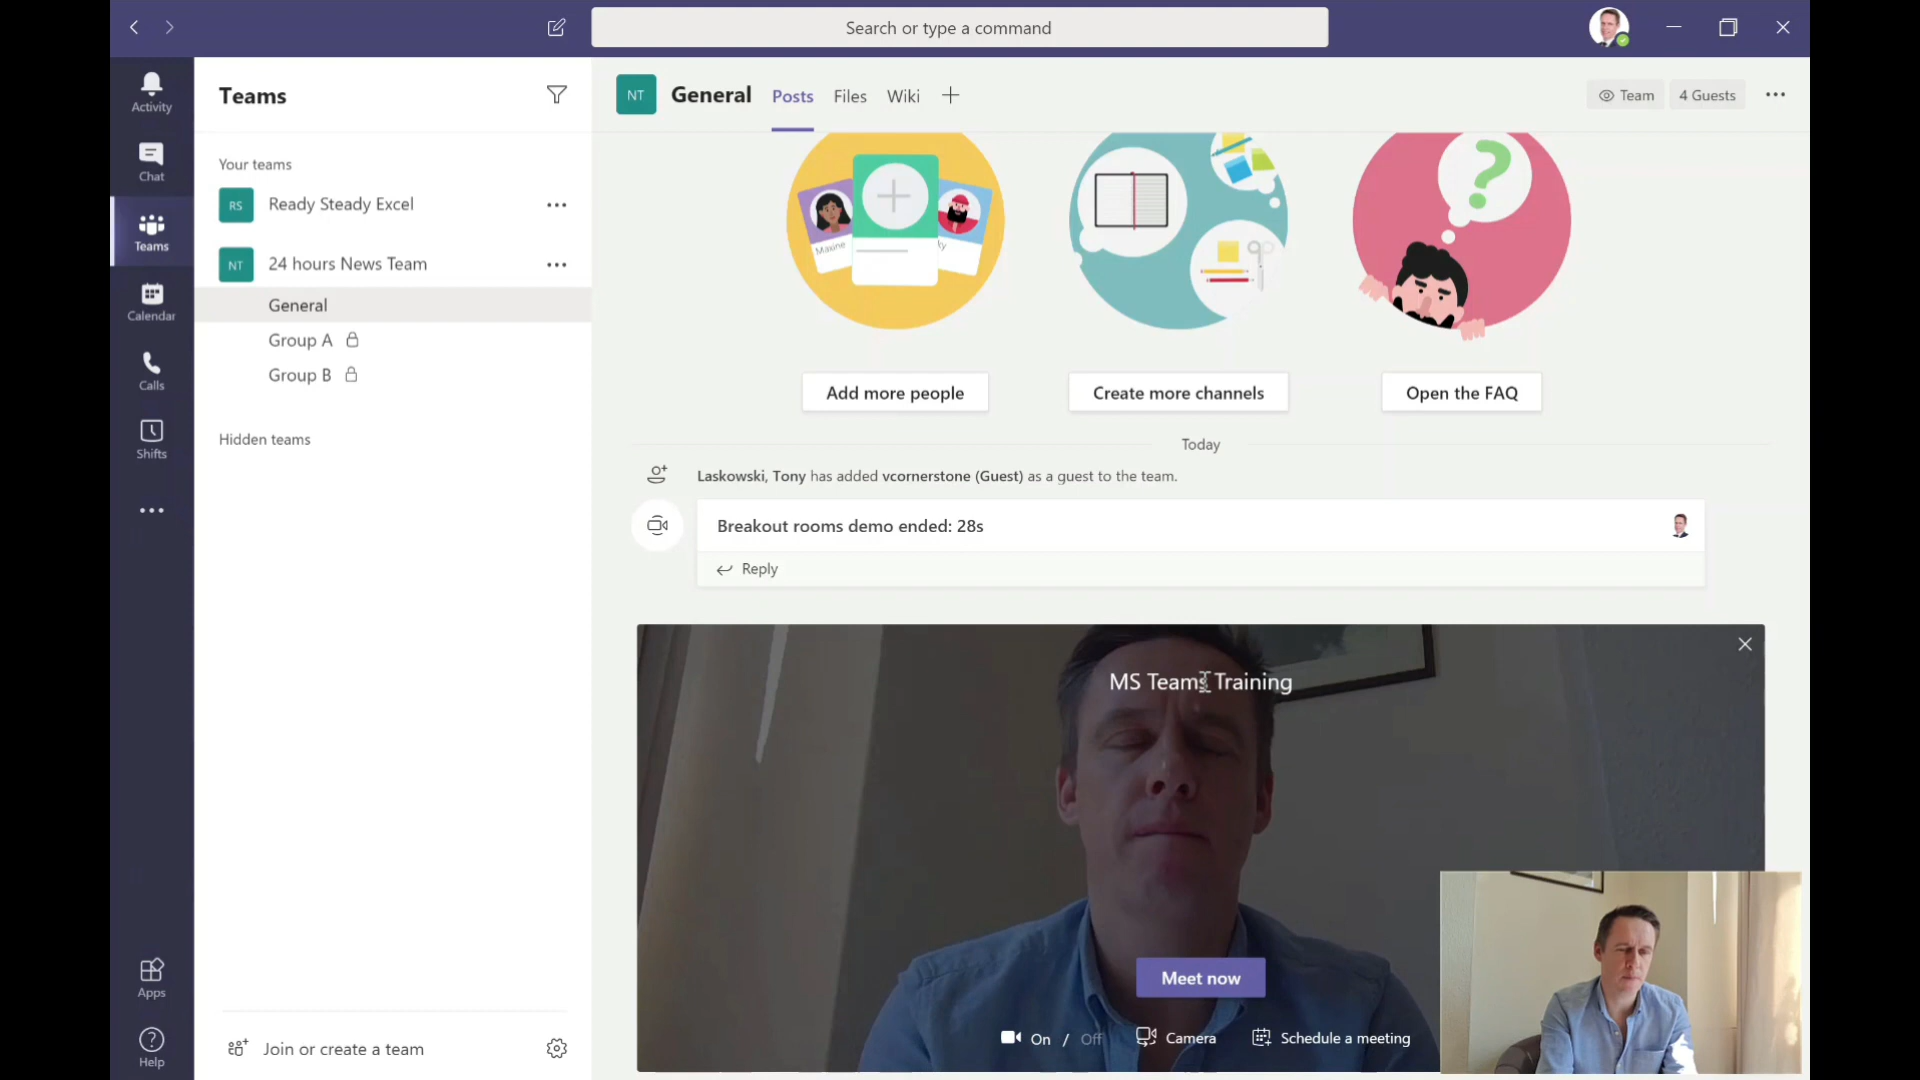 Search or type a command
Activity
Chat
Teams
Calendar
Calls
Shifts
Apps
Help
Teams
Your teams
RS Ready Steady Excel
NT 24 hours News Team
General
Group A
Group B
Hidden teams
Join or create a team
NT General Posts Files Wiki
Team 4 Guests
Maxine
Add more people Create more channels Open the FAQ
Today
Laskowski, Tony has added vcornerstone (Guest) as a guest to the team.
Breakout rooms demo ended: 28s
Reply
MS Teams Training
Meet now
On / Off Camera Schedule a meeting